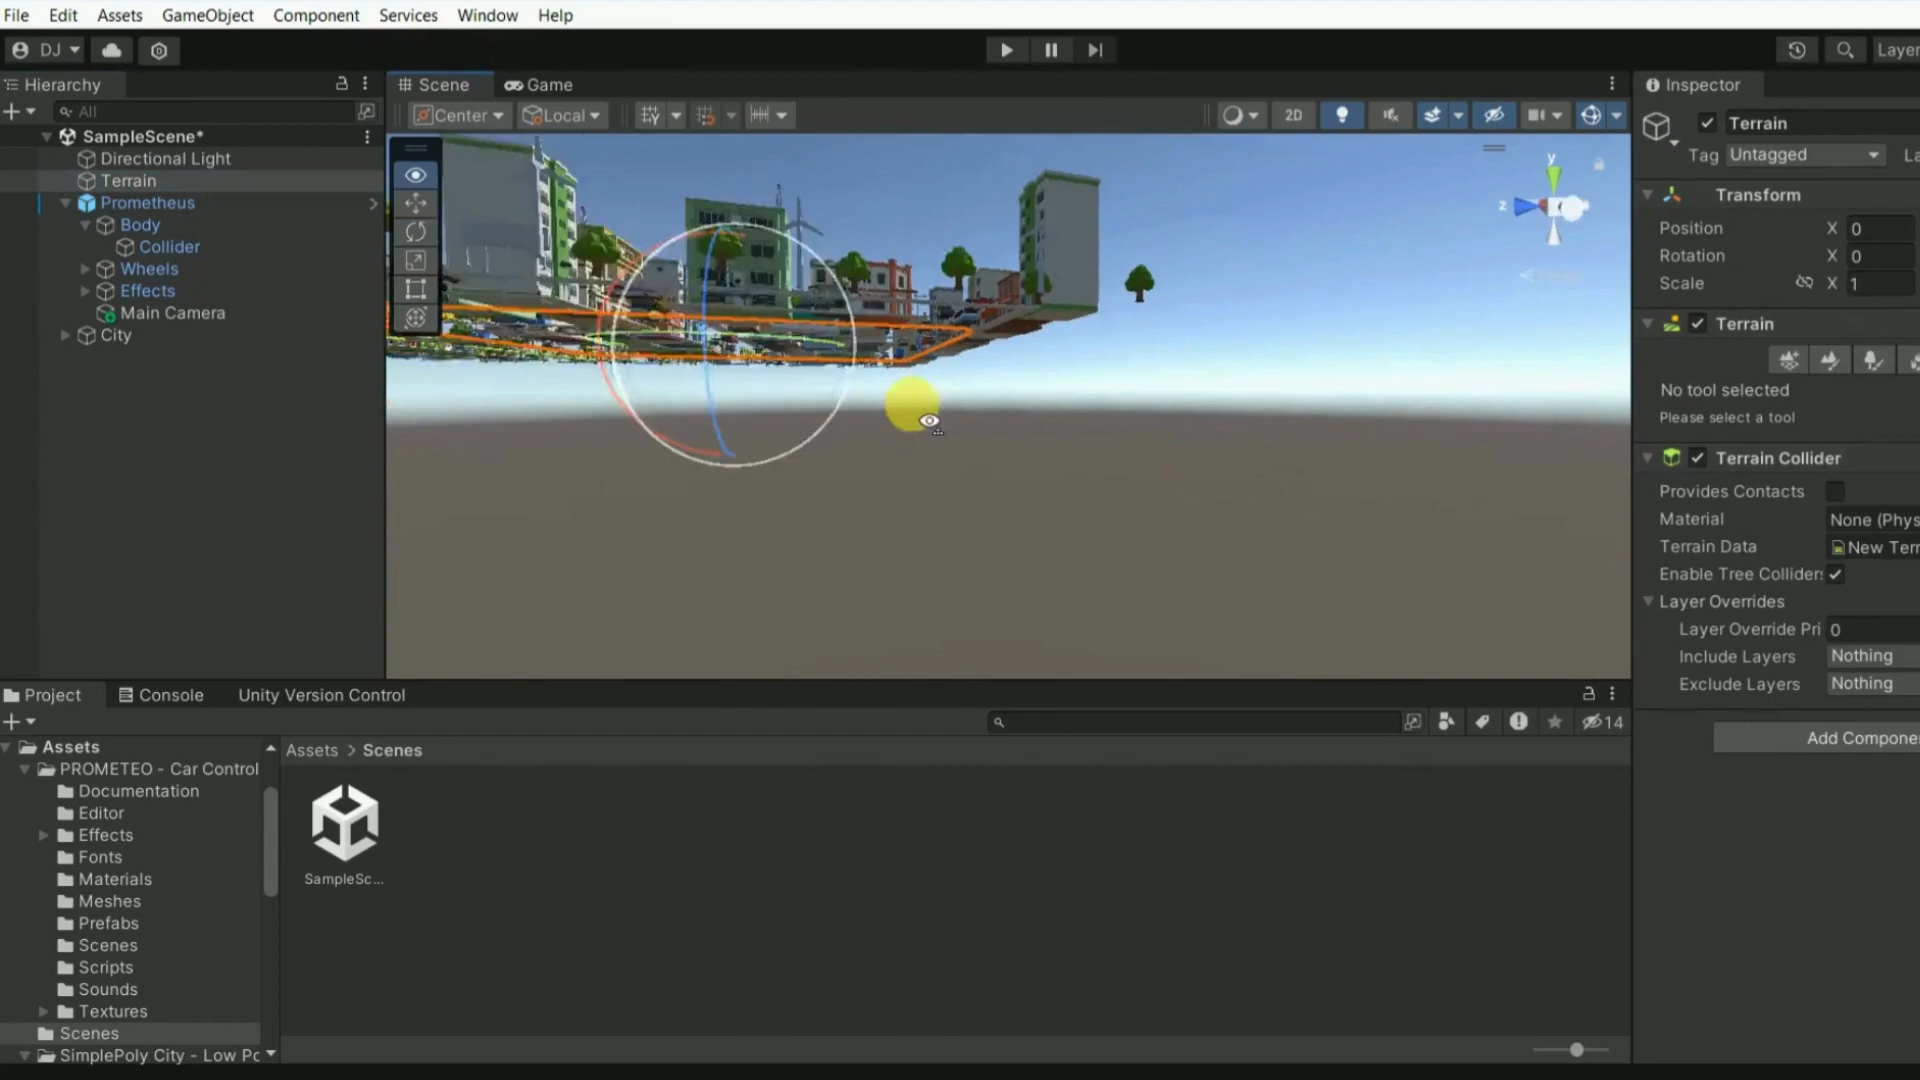 File Edit Assets GameObject Component Services Window Help
DJ
Layer
Hierarchy
All
SampleScene*
Directional Light
Terrain
Prometheus
Body
Collider
Wheels
Effects
Main Camera
City
Scene Game
Center Local
2D
y
z
Inspector
Terrain
Tag Untagged La
Transform
Position X 0
Rotation X 0
Scale X 1
Terrain
No tool selected
Please select a tool
Terrain Collider
Provides Contacts
Material None (Phys
Terrain Data New Terr
Enable Tree Colliders
Layer Overrides
Layer Override Pri 0
Include Layers Nothing
Exclude Layers Nothing
Add Componen
Project Console Unity Version Control
14
Assets
PROMETEO - Car Control
Documentation
Editor
Effects
Fonts
Materials
Meshes
Prefabs
Scenes
Scripts
Sounds
Textures
Scenes
SimplePoly City - Low Po
Assets > Scenes
SampleSc...